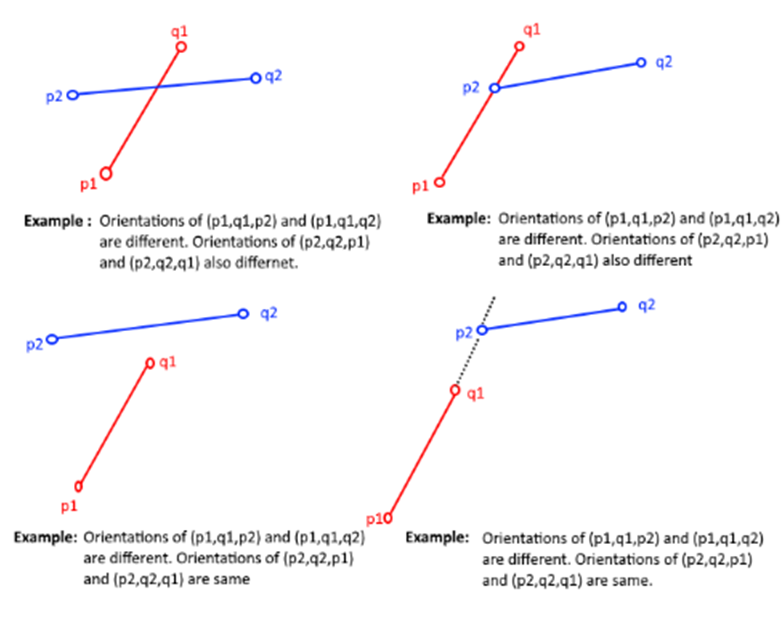 q1
p2
q2
p1
Example : Orientations of (p1,q1,p2) and (p1,q1,q2)
are different. Orientations of (p2,q2,p1)
and (p2,q2,q1) also differnet.
q1
p2
q2
p1
Example: Orientations of (p1,q1,p2) and (p1,q1,q2)
are different. Orientations of (p2,q2,p1)
and (p2,q2,q1) also different
q2
p2
q1
p1
Example: Orientations of (p1,q1,p2) and (p1,q1,q2)
are different. Orientations of (p2,q2,p1)
and (p2,q2,q1) are same
q2
p2
q1
p1
Example: Orientations of (p1,q1,p2) and (p1,q1,q2)
are different. Orientations of (p2,q2,p1)
and (p2,q2,q1) are same.